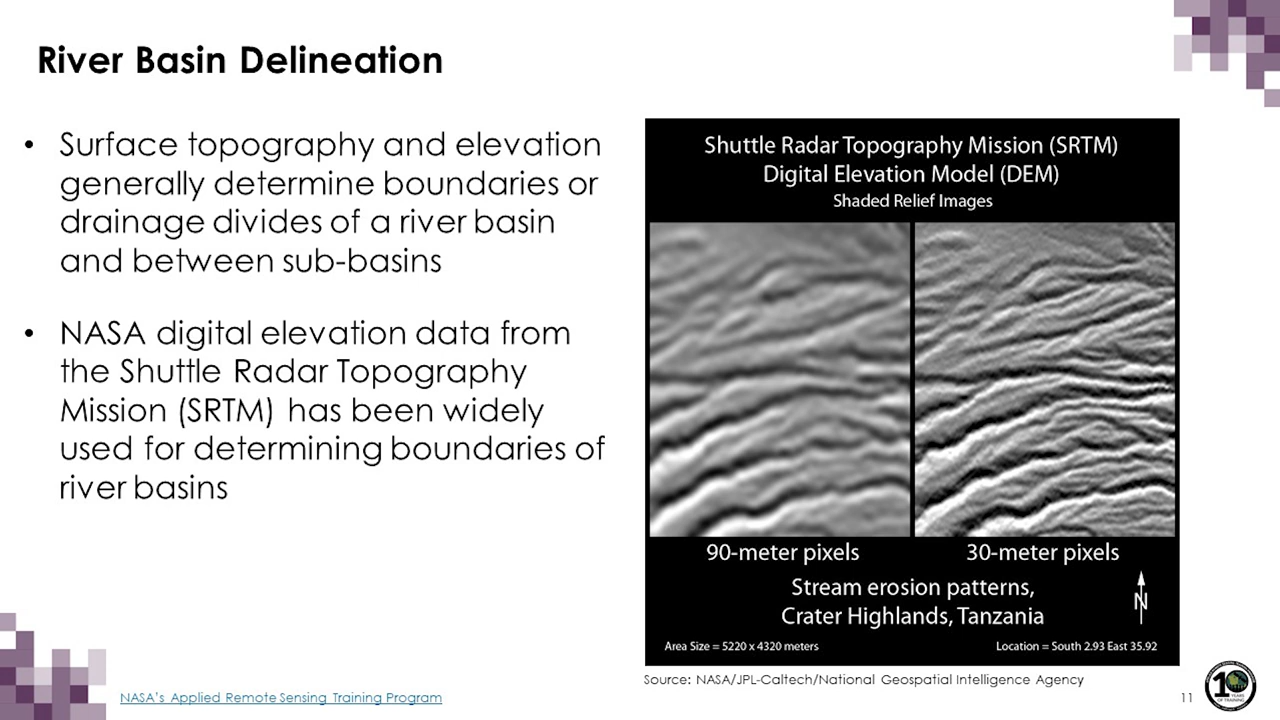 River Basin Delineation
• Surface topography and elevation
generally determine boundaries or
drainage divides of a river basin
and between sub-basins
• NASA digital elevation data from
the Shuttle Radar Topography
Mission (SRTM) has been widely
used for determining boundaries of
river basins
Shuttle Radar Topography Mission (SRTM)
Digital Elevation Model (DEM)
Shaded Relief Images
90-meter pixels
30-meter pixels
Stream erosion patterns,
Crater Highlands, Tanzania
N
Area Size = 5220 x 4320 meters
Location = South 2.93 East 35.92
Source: NASA/JPL-Caltech/National Geospatial Intelligence Agency
NASA's Applied Remote Sensing Training Program
11
10
YEARS
OF TRAINING